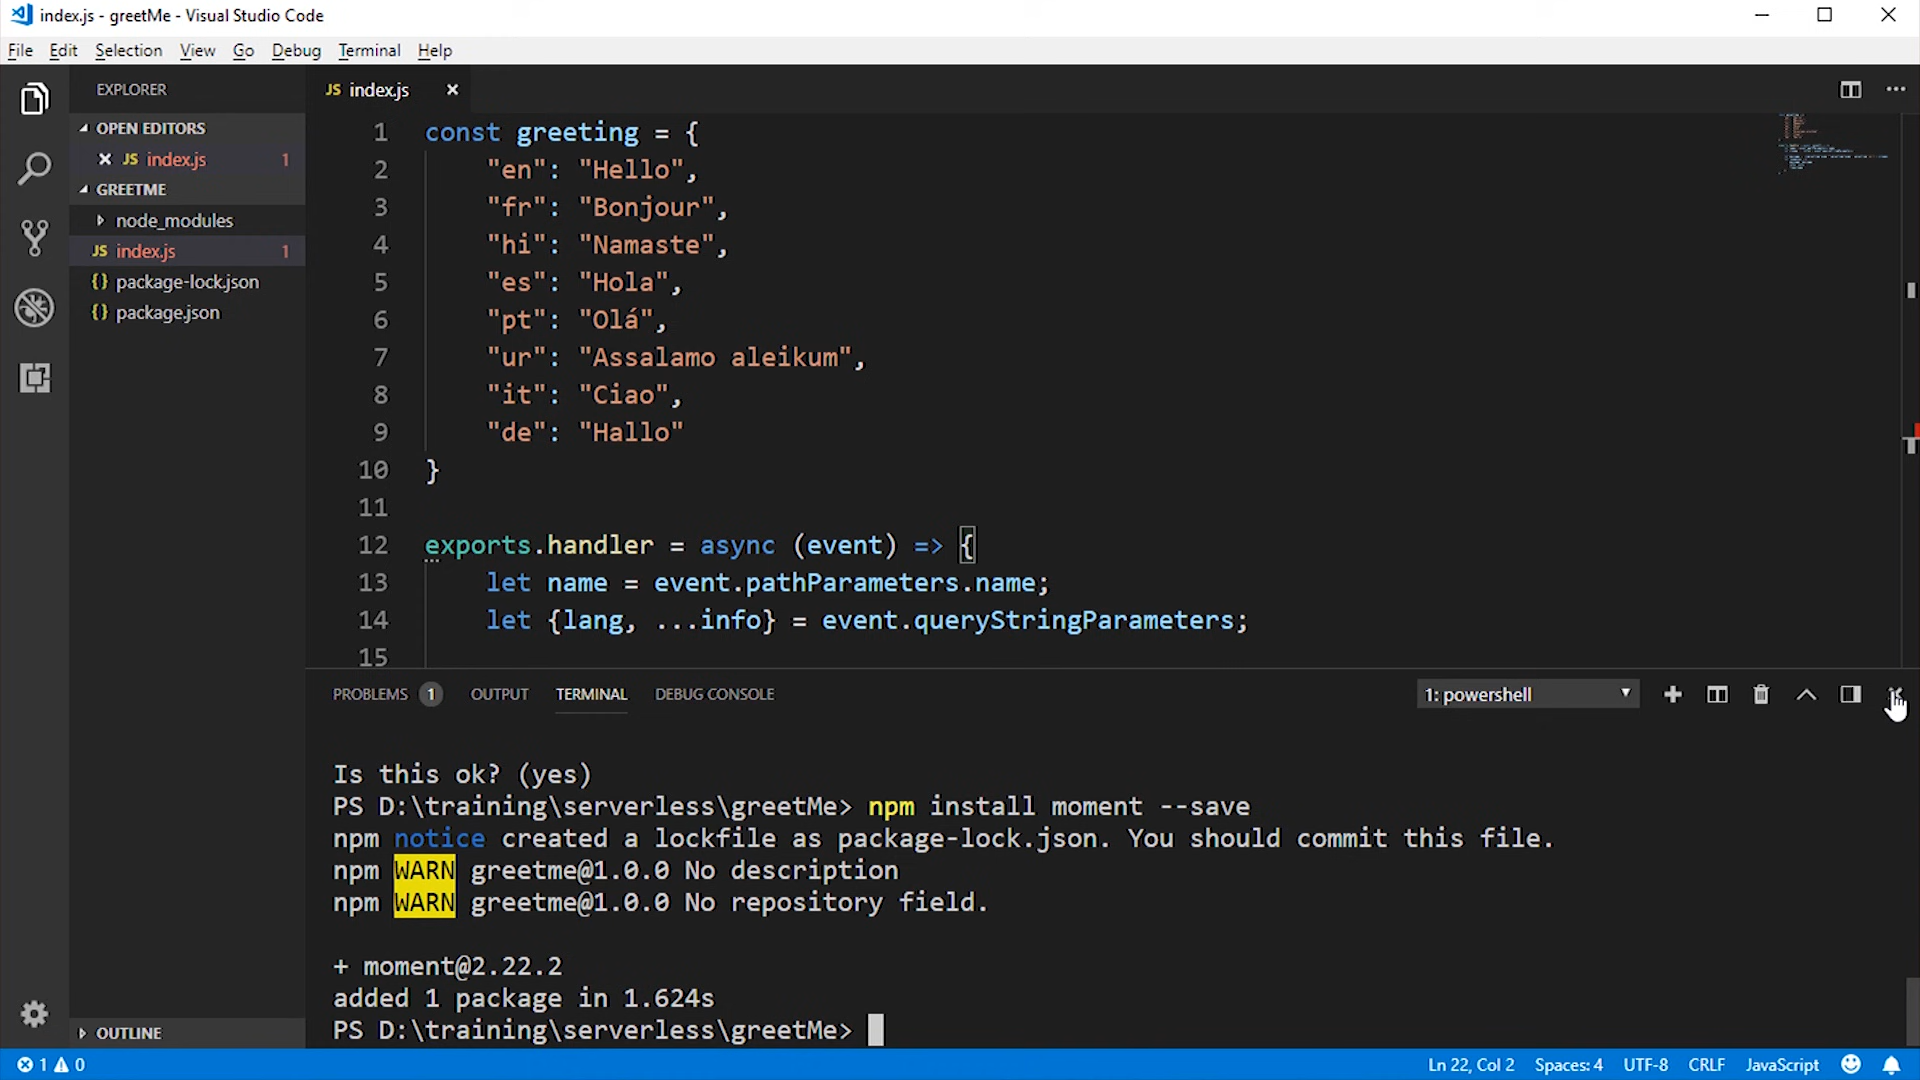 index.js - greetMe - Visual Studio Code
File Edit Selection View Go Debug Terminal Help
EXPLORER
OPEN EDITORS
JS index.js 1
GREETME
node_modules
JS index.js 1
{} package-lock.json
{} package.json
OUTLINE
JS index.js
1 const greeting = {
2 "en": "Hello",
3 "fr": "Bonjour",
4 "hi": "Namaste",
5 "es": "Hola",
6 "pt": "Olá",
7 "ur": "Assalamo aleikum",
8 "it": "Ciao",
9 "de": "Hallo"
10 }
11
12 exports.handler = async (event) => {
13 let name = event.pathParameters.name;
14 let {lang, ...info} = event.queryStringParameters;
15
PROBLEMS 1 OUTPUT TERMINAL DEBUG CONSOLE 1: powershell
Is this ok? (yes)
PS D:\training\serverless\greetMe> npm install moment --save
npm notice created a lockfile as package-lock.json. You should commit this file.
npm WARN greetme@1.0.0 No description
npm WARN greetme@1.0.0 No repository field.
+ moment@2.22.2
added 1 package in 1.624s
PS D:\training\serverless\greetMe>
1 0 Ln 22, Col 2 Spaces: 4 UTF-8 CRLF JavaScript